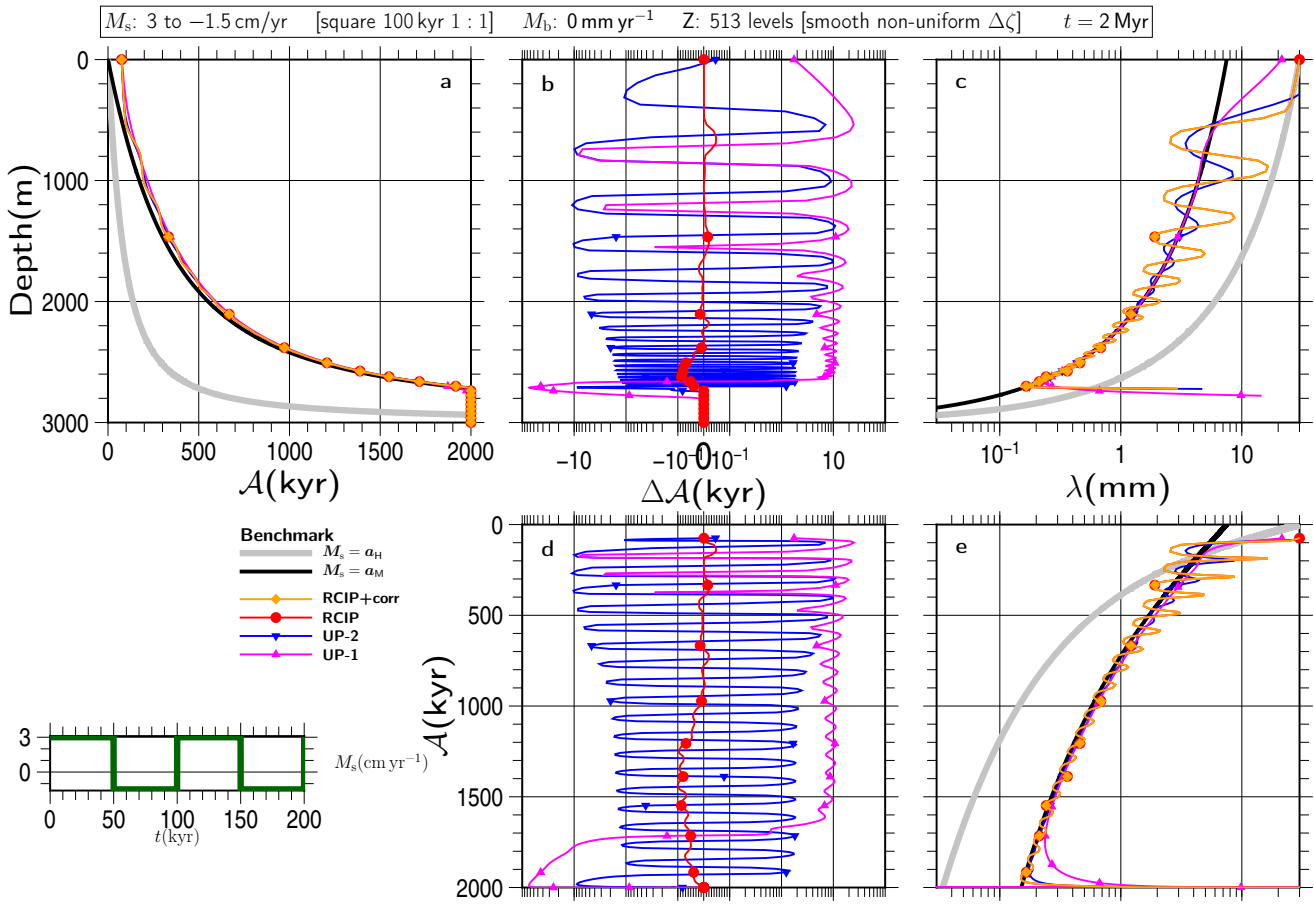 Mₛ: 3 to −1.5 cm/yr [square 100 kyr 1 : 1] M_b: 0 mm yr⁻¹ Z: 513 levels [smooth non-uniform Δζ] t = 2 Myr
a b c
0
1000
2000
3000
Depth(m)
0 500 1000 1500 2000
𝒜(kyr)
−10 −10⁻¹ 0 10⁻¹ 10
Δ𝒜(kyr)
10⁻¹ 1 10
λ(mm)
Benchmark
Mₛ = a_H
Mₛ = a_M
RCIP+corr
RCIP
UP-2
UP-1
d e
0
500
1000
1500
2000
𝒜(kyr)
3
0
Mₛ(cm yr⁻¹)
0 50 100 150 200
t(kyr)